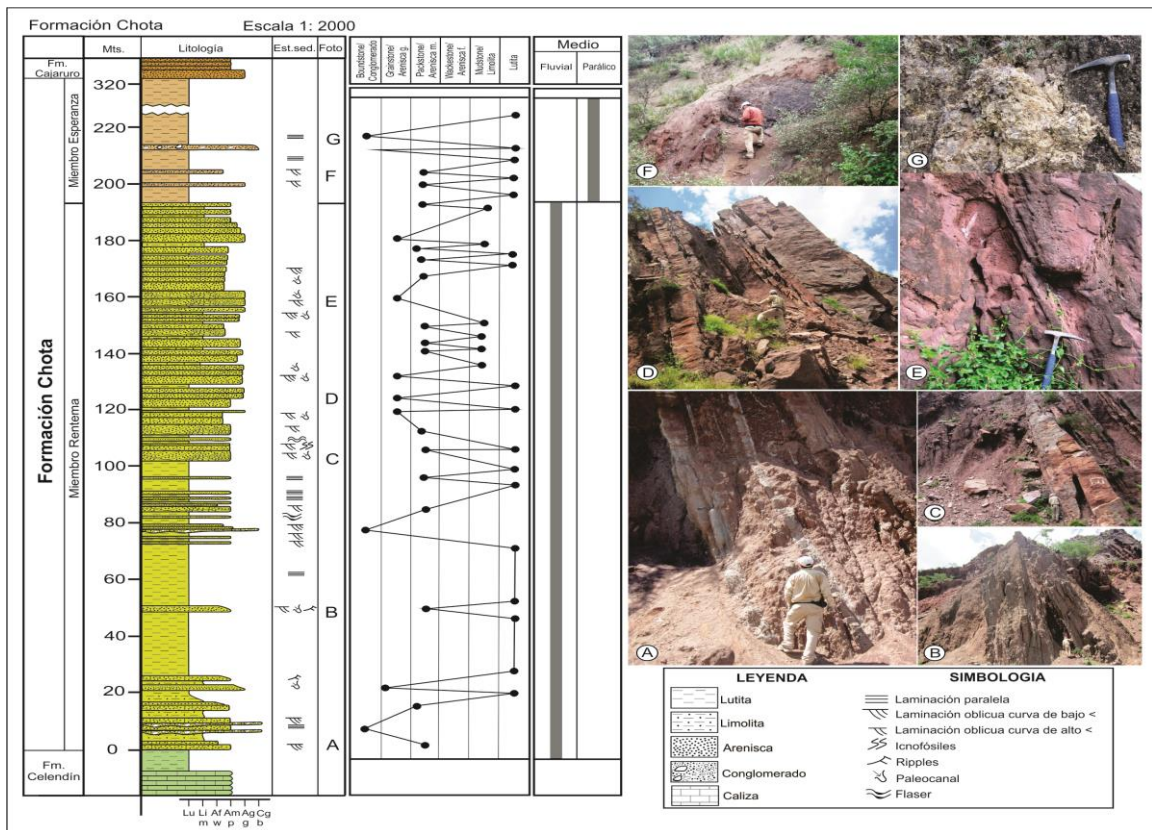 Formación Chota Escala 1: 2000
Mts. Litología Est.sed. Foto
Boundstone/ Conglomerado
Grainstone/ Arenisca g.
Packstone/ Arenisca m.
Wackestone/ Arenisca f.
Mudstone/ Limolita
Lutita
Medio
Fluvial Parálico
Fm. Cajaruro
Formación Chota
Miembro Esperanza
Miembro Rentema
Fm. Celendín
320
220
200
180
160
140
120
100
80
60
40
20
0
G
F
E
D
C
B
A
Lu Li Af Am Ag Cg
m w p g b
F
G
D
E
A
C
B
LEYENDA
Lutita
Limolita
Arenisca
Conglomerado
Caliza
SIMBOLOGIA
Laminación paralela
Laminación oblicua curva de bajo <
Laminación oblicua curva de alto <
Icnofósiles
Ripples
Paleocanal
Flaser